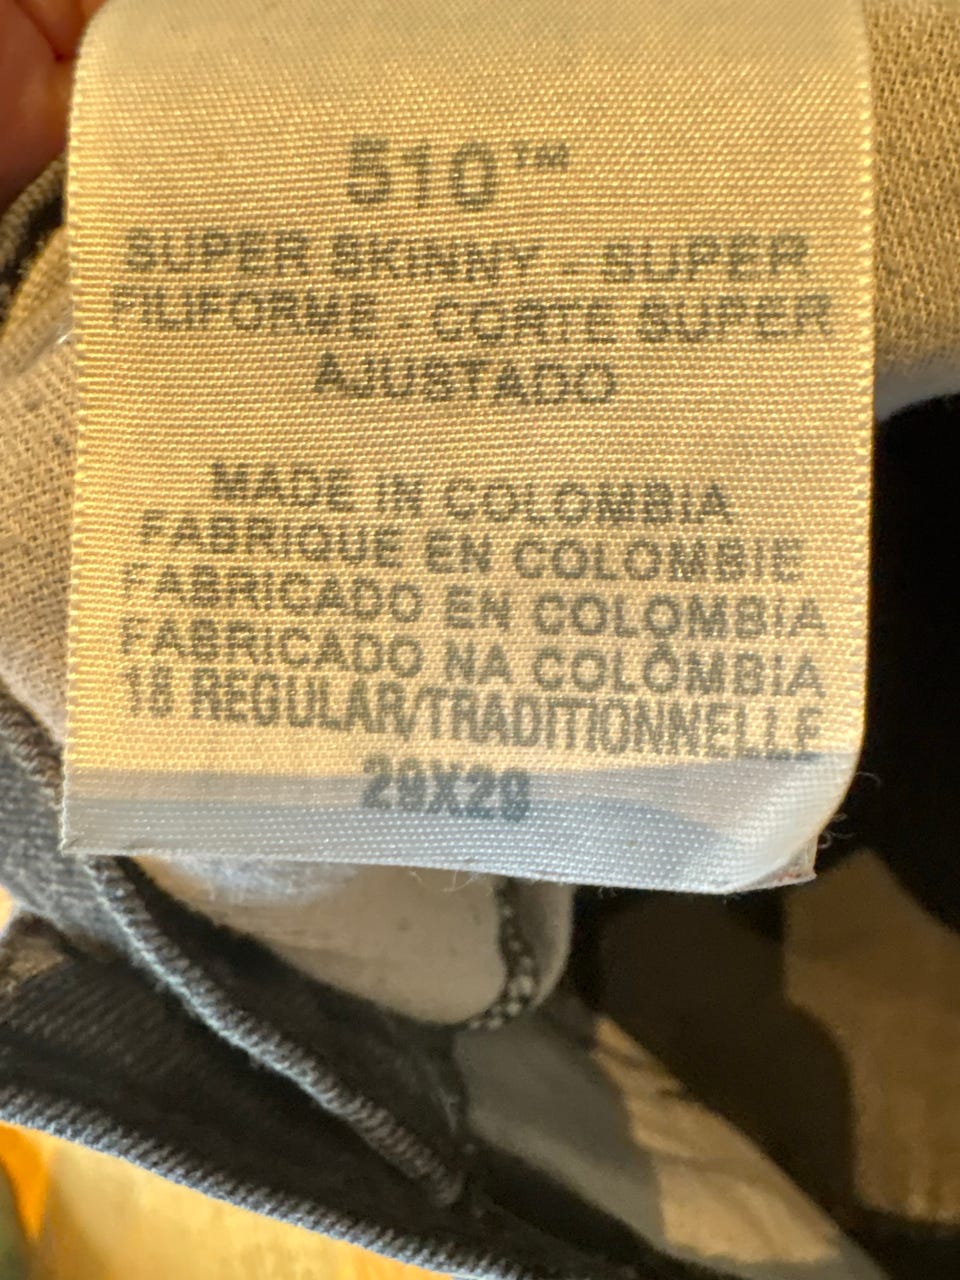 510™
SUPER SKINNY - SUPER
FILIFORME - CORTE SUPER
AJUSTADO
MADE IN COLOMBIA
FABRIQUE EN COLOMBIE
FABRICADO EN COLOMBIA
FABRICADO NA COLÔMBIA
18 REGULAR/TRADITIONNELLE
29X29